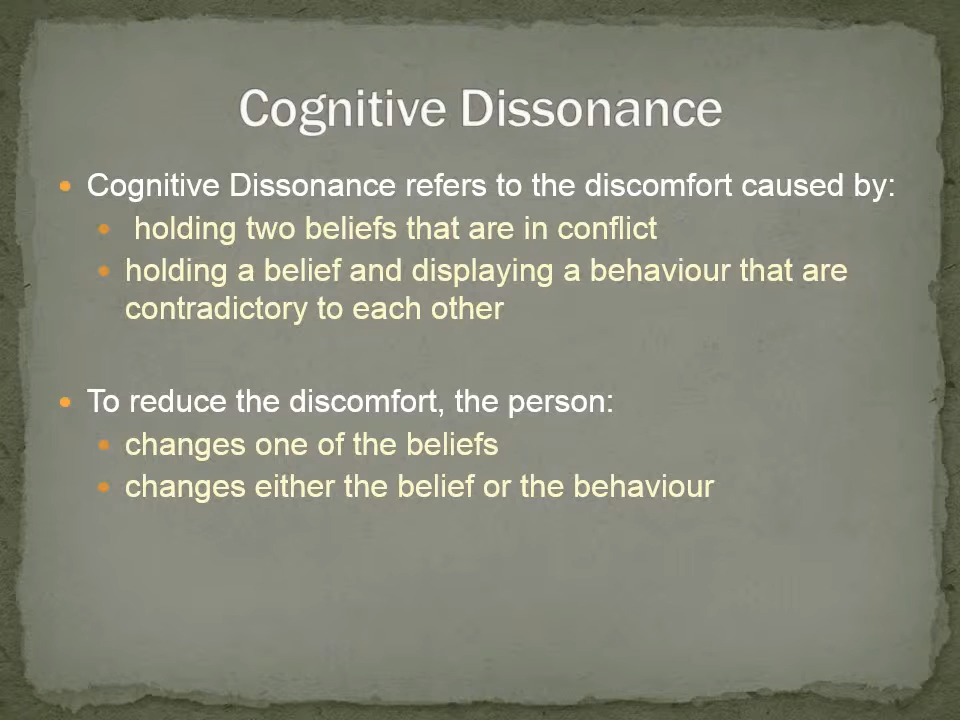 Cognitive Dissonance
• Cognitive Dissonance refers to the discomfort caused by:
• holding two beliefs that are in conflict
• holding a belief and displaying a behaviour that are
contradictory to each other
• To reduce the discomfort, the person:
• changes one of the beliefs
• changes either the belief or the behaviour